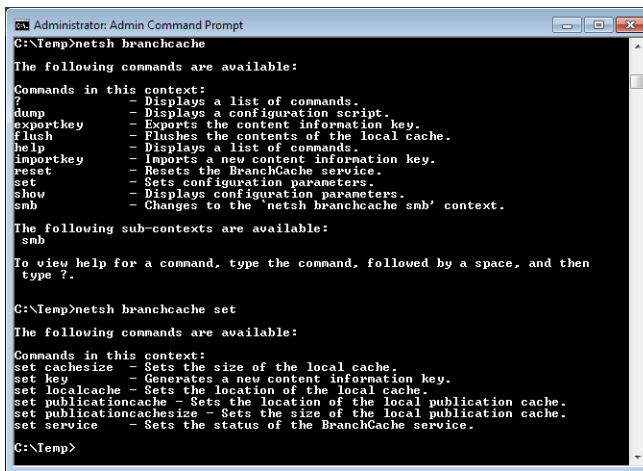 Administrator: Admin Command Prompt
C:\Temp>netsh branchcache
The following commands are available:
Commands in this context:
? - Displays a list of commands.
dump - Displays a configuration script.
exportkey - Exports the content information key.
flush - Flushes the contents of the local cache.
help - Displays a list of commands.
importkey - Imports a new content information key.
reset - Resets the BranchCache service.
set - Sets configuration parameters.
show - Displays configuration parameters.
smb - Changes to the `netsh branchcache smb' context.
The following sub-contexts are available:
smb
To view help for a command, type the command, followed by a space, and then
type ?.
C:\Temp>netsh branchcache set
The following commands are available:
Commands in this context:
set cachesize - Sets the size of the local cache.
set key - Generates a new content information key.
set localcache - Sets the location of the local cache.
set publicationcache - Sets the location of the local publication cache.
set publicationcachesize - Sets the size of the local publication cache.
set service - Sets the status of the BranchCache service.
C:\Temp>